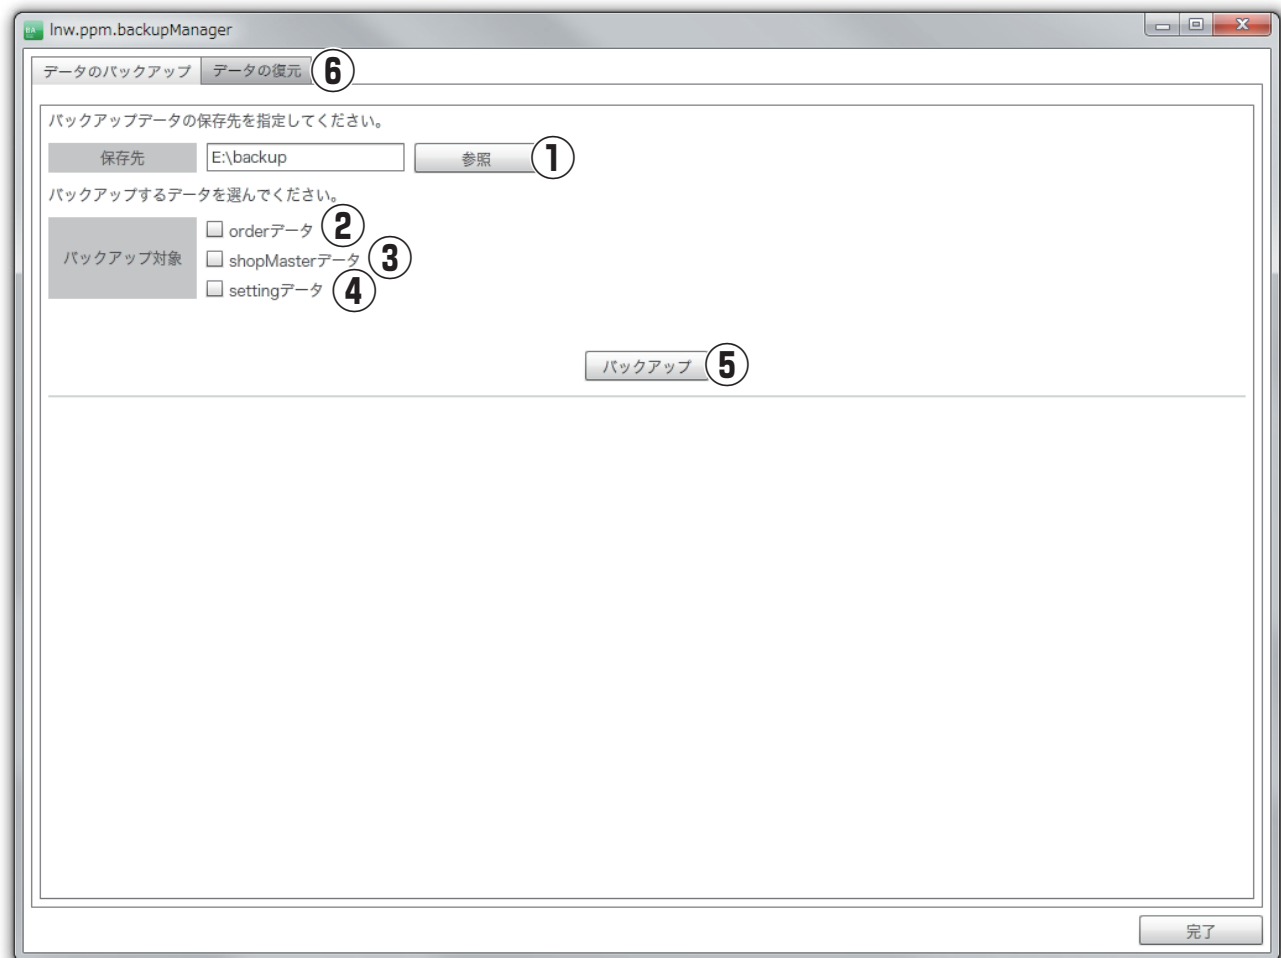 lnw.ppm.backupManager
データのバックアップ データの復元 ⑥
バックアップデータの保存先を指定してください。
保存先 E:\backup 参照 ①
バックアップするデータを選んでください。
orderデータ ②
バックアップ対象 shopMasterデータ ③
settingデータ ④
バックアップ ⑤
完了